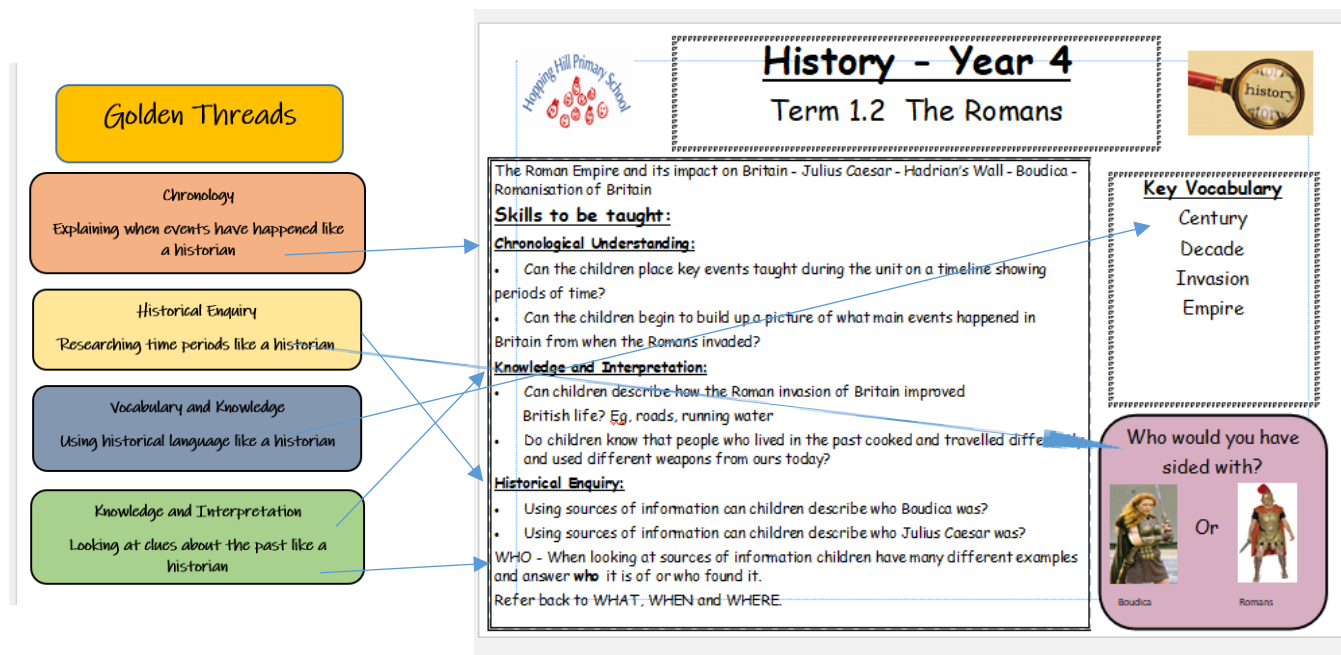 Golden Threads
Chronology
Explaining when events have happened like
a historian
Historical Enquiry
Researching time periods like a historian
Vocabulary and Knowledge
Using historical language like a historian
Knowledge and Interpretation
Looking at clues about the past like a
historian
Hopping Hill Primary School
History - Year 4
Term 1.2 The Romans
story
history
story
The Roman Empire and its impact on Britain - Julius Caesar - Hadrian's Wall - Boudica -
Romanisation of Britain
Skills to be taught:
Chronological Understanding:
• Can the children place key events taught during the unit on a timeline showing
periods of time?
• Can the children begin to build up a picture of what main events happened in
Britain from when the Romans invaded?
Knowledge and Interpretation:
• Can children describe how the Roman invasion of Britain improved
British life? Eg, roads, running water
• Do children know that people who lived in the past cooked and travelled differently
and used different weapons from ours today?
Historical Enquiry:
• Using sources of information can children describe who Boudica was?
• Using sources of information can children describe who Julius Caesar was?
WHO - When looking at sources of information children have many different examples
and answer who it is of or who found it.
Refer back to WHAT, WHEN and WHERE.
Key Vocabulary
Century
Decade
Invasion
Empire
Who would you have
sided with?
Or
Boudica
Romans